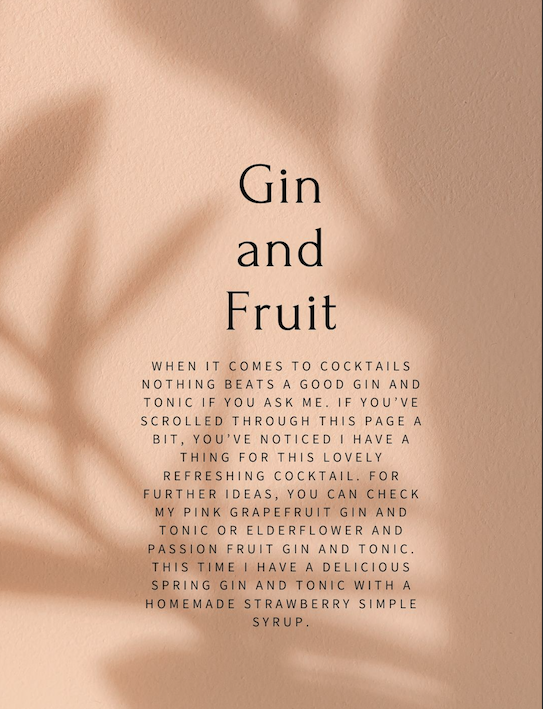 Gin
and
Fruit
WHEN IT COMES TO COCKTAILS
NOTHING BEATS A GOOD GIN AND
TONIC IF YOU ASK ME. IF YOU'VE
SCROLLED THROUGH THIS PAGE A
BIT, YOU'VE NOTICED I HAVE A
THING FOR THIS LOVELY
REFRESHING COCKTAIL. FOR
FURTHER IDEAS, YOU CAN CHECK
MY PINK GRAPEFRUIT GIN AND
TONIC OR ELDERFLOWER AND
PASSION FRUIT GIN AND TONIC.
THIS TIME I HAVE A DELICIOUS
SPRING GIN AND TONIC WITH A
HOMEMADE STRAWBERRY SIMPLE
SYRUP.